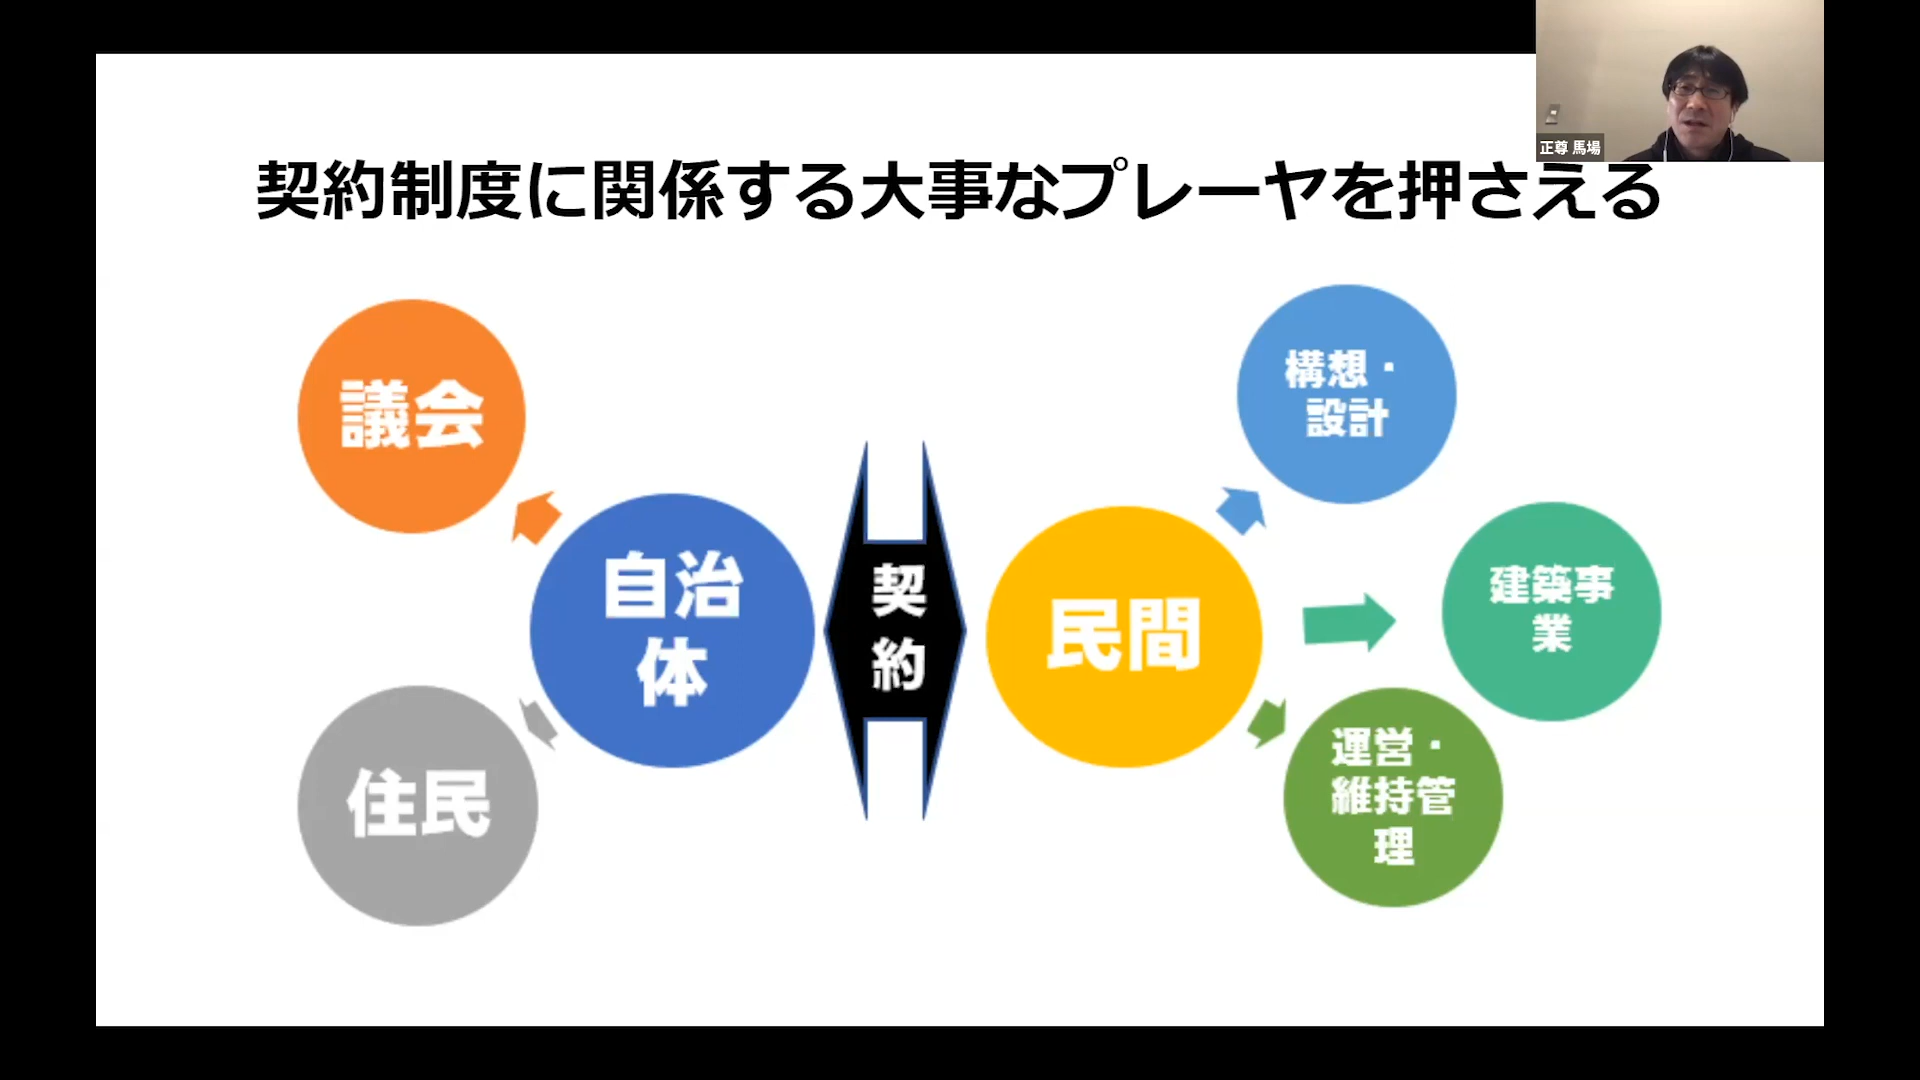 正尊 馬場
契約制度に関係する大事なプレーヤを押さえる
議会
自治
体
住民
契
約
民間
構想・
設計
建築事
業
運営・
維持管
理